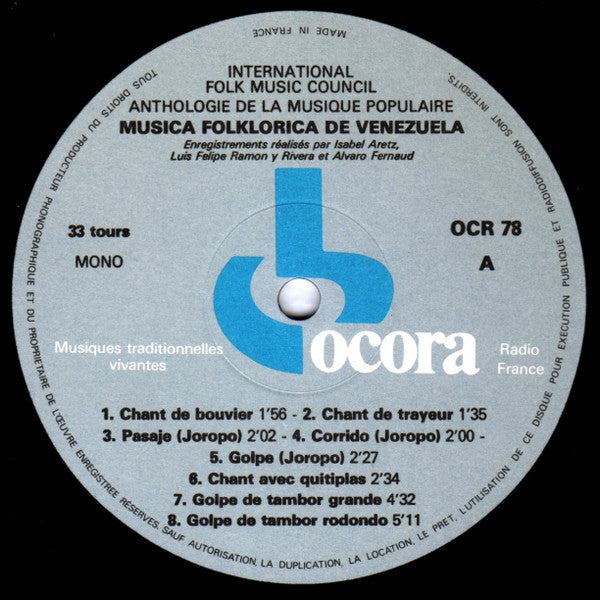 MADE IN FRANCE
TOUS DROITS DU PRODUCTEUR PHONOGRAPHIQUE ET DU PROPRIETAIRE DE L'ŒUVRE ENREGISTREE RÉSERVÉS. SAUF AUTORISATION, LA DUPLICATION, LA LOCATION, LE PRET, L'UTILISATION DE CE DISQUE POUR EXECUTION PUBLIQUE ET RADIODIFFUSION SONT INTERDITS.
INTERNATIONAL
FOLK MUSIC COUNCIL
ANTHOLOGIE DE LA MUSIQUE POPULAIRE
MUSICA FOLKLORICA DE VENEZUELA
Enregistrements réalisés par Isabel Aretz,
Luis Felipe Ramon y Rivera et Alvaro Fernaud
33 tours
MONO
OCR 78
A
Musiques traditionnelles
vivantes
ocora
Radio
France
1. Chant de bouvier 1'56 - 2. Chant de trayeur 1'35
3. Pasaje (Joropo) 2'02 - 4. Corrido (Joropo) 2'00 -
5. Golpe (Joropo) 2'27
6. Chant avec quitiplas 2'34
7. Golpe de tambor grande 4'32
8. Golpe de tambor rodondo 5'11